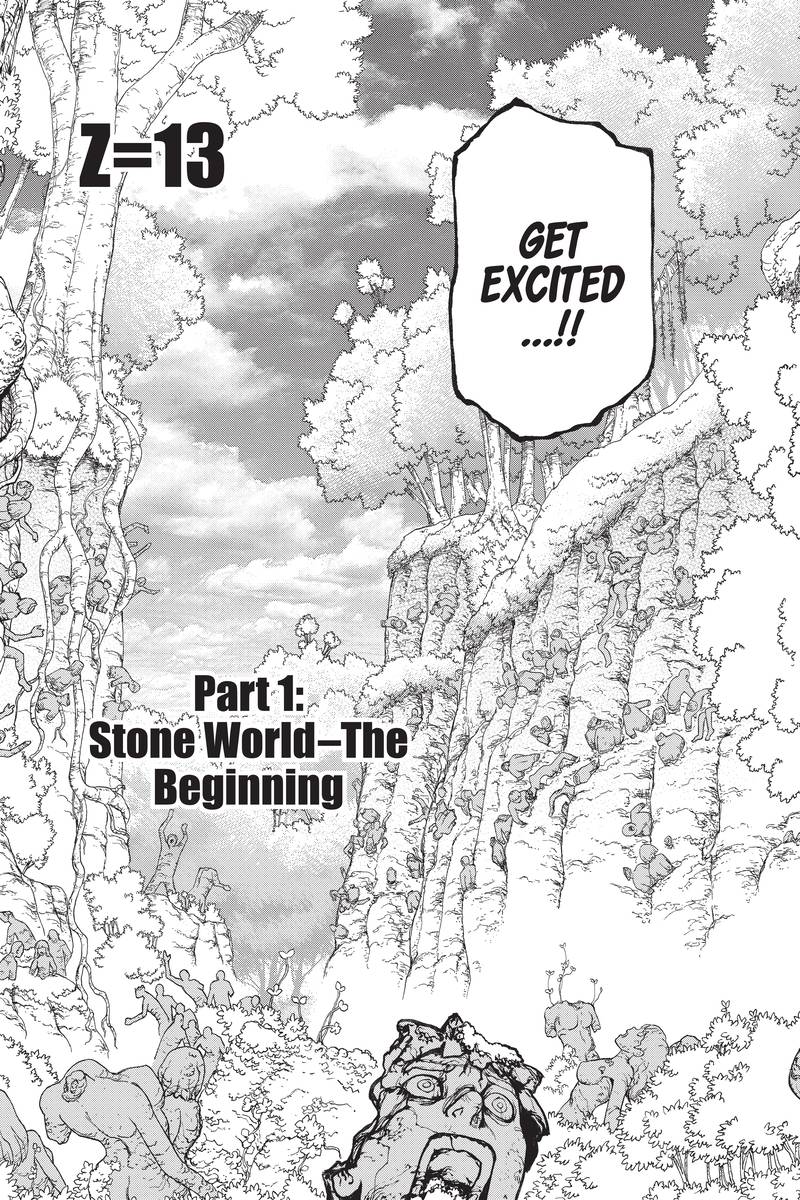 Z=13
GET
EXCITED
...!!
Part 1:
Stone World–The
Beginning